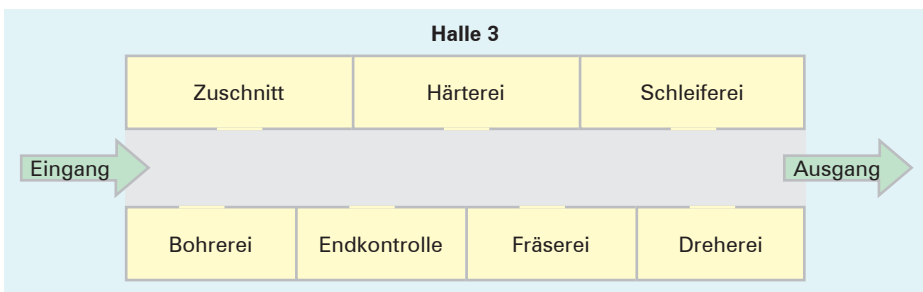 Halle 3
Zuschnitt Härterei Schleiferei
Eingang Ausgang
Bohrerei Endkontrolle Fräserei Dreherei